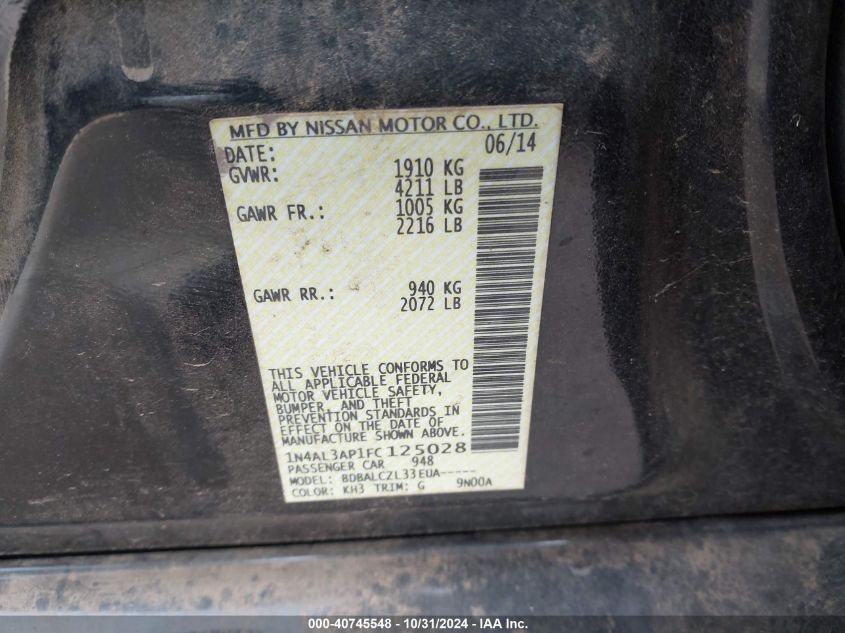 MFD BY NISSAN MOTOR CO., LTD.
DATE: 06/14
GVWR: 1910 KG
4211 LB
GAWR FR.: 1005 KG
2216 LB
GAWR RR.: 940 KG
2072 LB
THIS VEHICLE CONFORMS TO
ALL APPLICABLE FEDERAL
MOTOR VEHICLE SAFETY,
BUMPER, AND THEFT
PREVENTION STANDARDS IN
EFFECT ON THE DATE OF
MANUFACTURE SHOWN ABOVE.
1N4AL3AP1FC125028
PASSENGER CAR 948
MODEL: BDBALCZL33EUA-----
COLOR: KH3 TRIM: G 9N00A
000-40745548 - 10/31/2024 - IAA Inc.